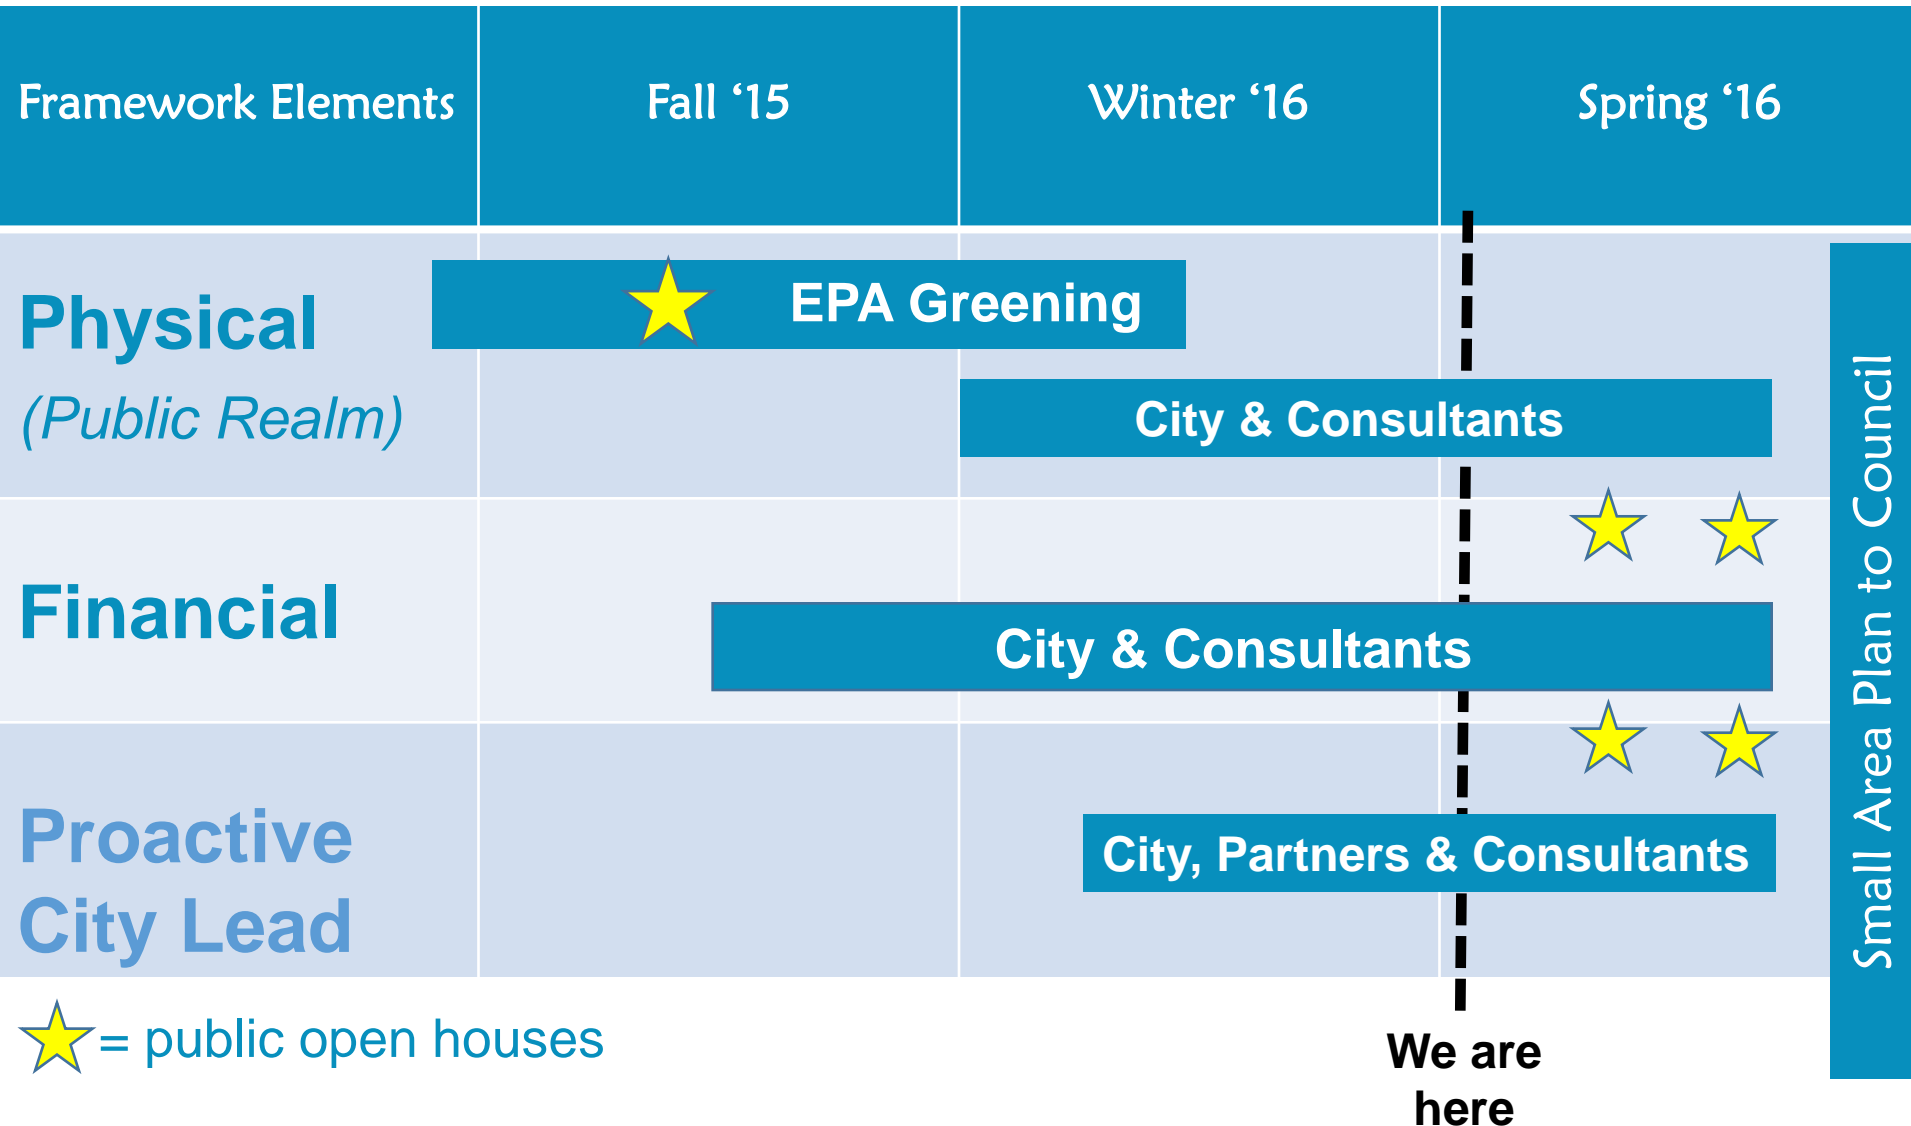 Framework Elements
Fall ‘15
Winter ‘16
Spring ‘16
Physical
(Public Realm)
EPA Greening
City & Consultants
Financial
City & Consultants
Proactive
City Lead
City, Partners & Consultants
Small Area Plan to Council
= public open houses
We are
here